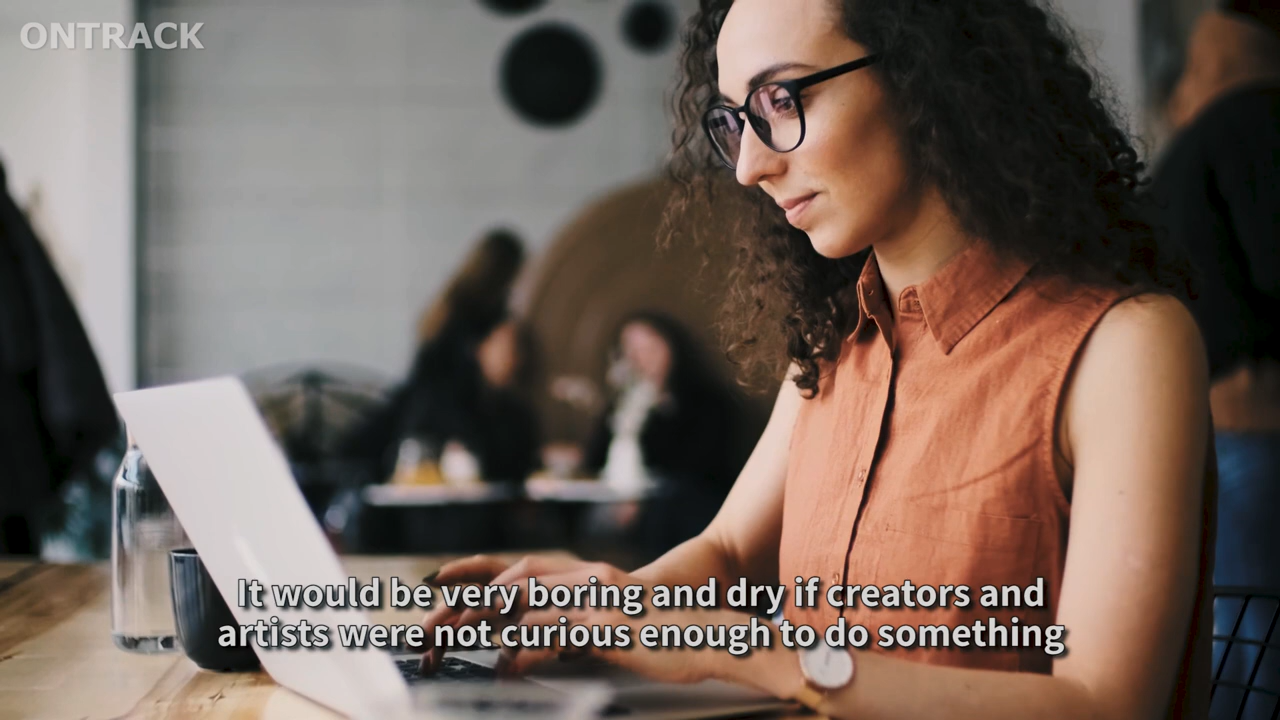 ONTRACK
It would be very boring and dry if creators and
artists were not curious enough to do something